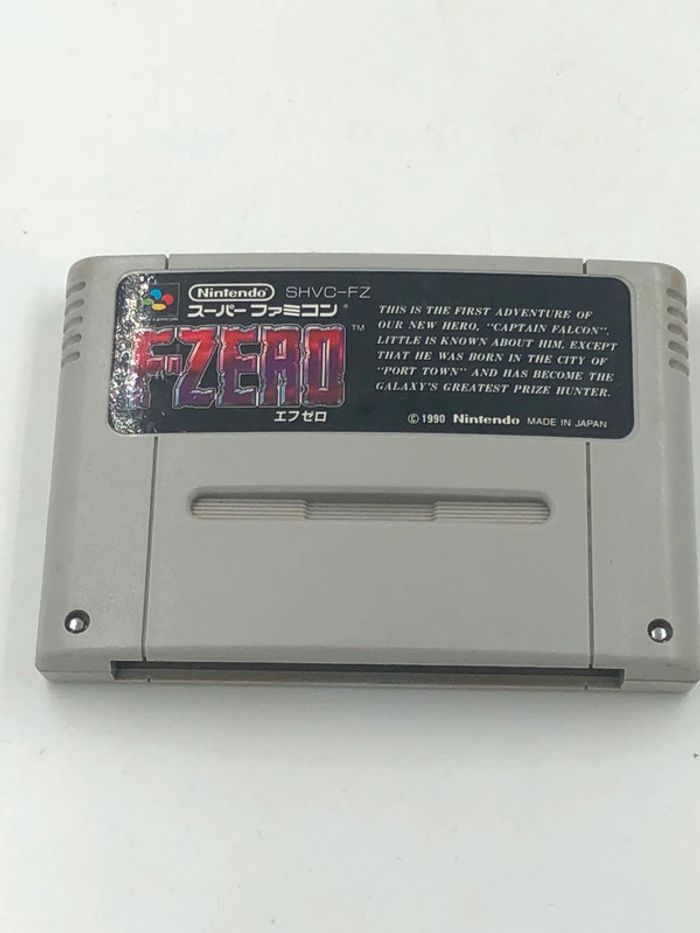 Nintendo SHVC-FZ
スーパーファミコン®
F-ZERO™
エフゼロ
THIS IS THE FIRST ADVENTURE OF
OUR NEW HERO, "CAPTAIN FALCON".
LITTLE IS KNOWN ABOUT HIM, EXCEPT
THAT HE WAS BORN IN THE CITY OF
"PORT TOWN" AND HAS BECOME THE
GALAXY'S GREATEST PRIZE HUNTER.
© 1990 Nintendo MADE IN JAPAN